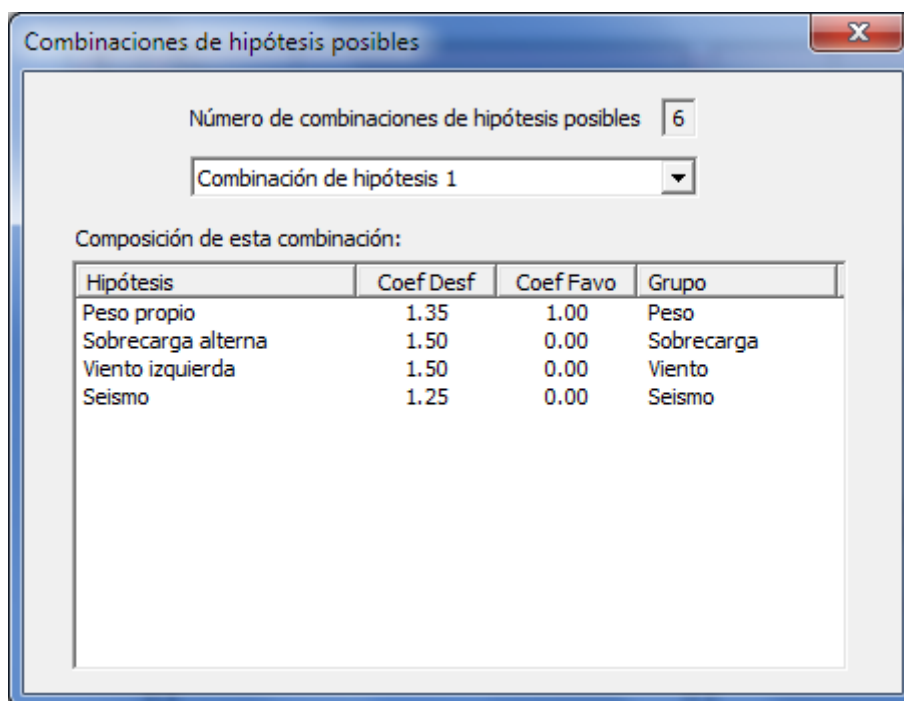 Combinaciones de hipótesis posibles
Número de combinaciones de hipótesis posibles 6
Combinación de hipótesis 1
Composición de esta combinación:
Hipótesis Coef Desf Coef Favo Grupo
Peso propio 1.35 1.00 Peso
Sobrecarga alterna 1.50 0.00 Sobrecarga
Viento izquierda 1.50 0.00 Viento
Seismo 1.25 0.00 Seismo